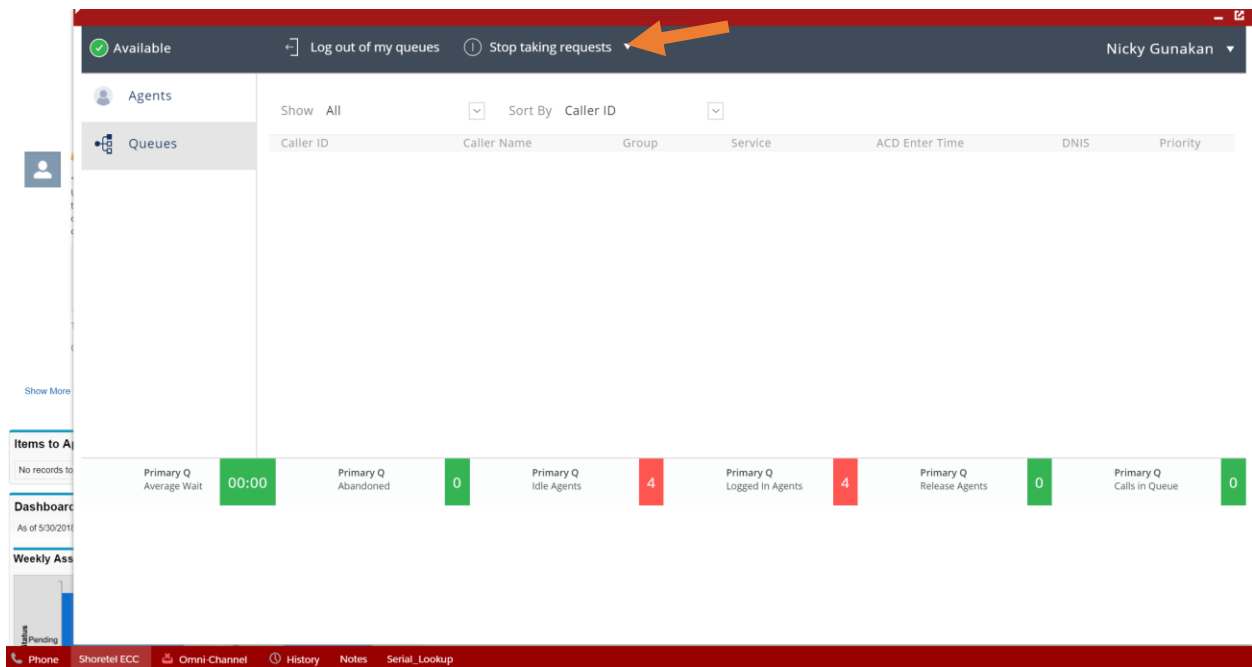 Available
Log out of my queues
Stop taking requests
Nicky Gunakan
Agents
Queues
Show All
Sort By Caller ID
Caller ID Caller Name Group Service ACD Enter Time DNIS Priority
Show More
Items to
No records to
Dashboard
As of 5/30/2018
Weekly
Pending
Primary Q
Average Wait
00:00
Primary Q
Abandoned
0
Primary Q
Idle Agents
4
Primary Q
Logged In Agents
4
Primary Q
Release Agents
0
Primary Q
Calls in Queue
0
Phone Shoretel ECC Omni-Channel History Notes Serial_Lookup